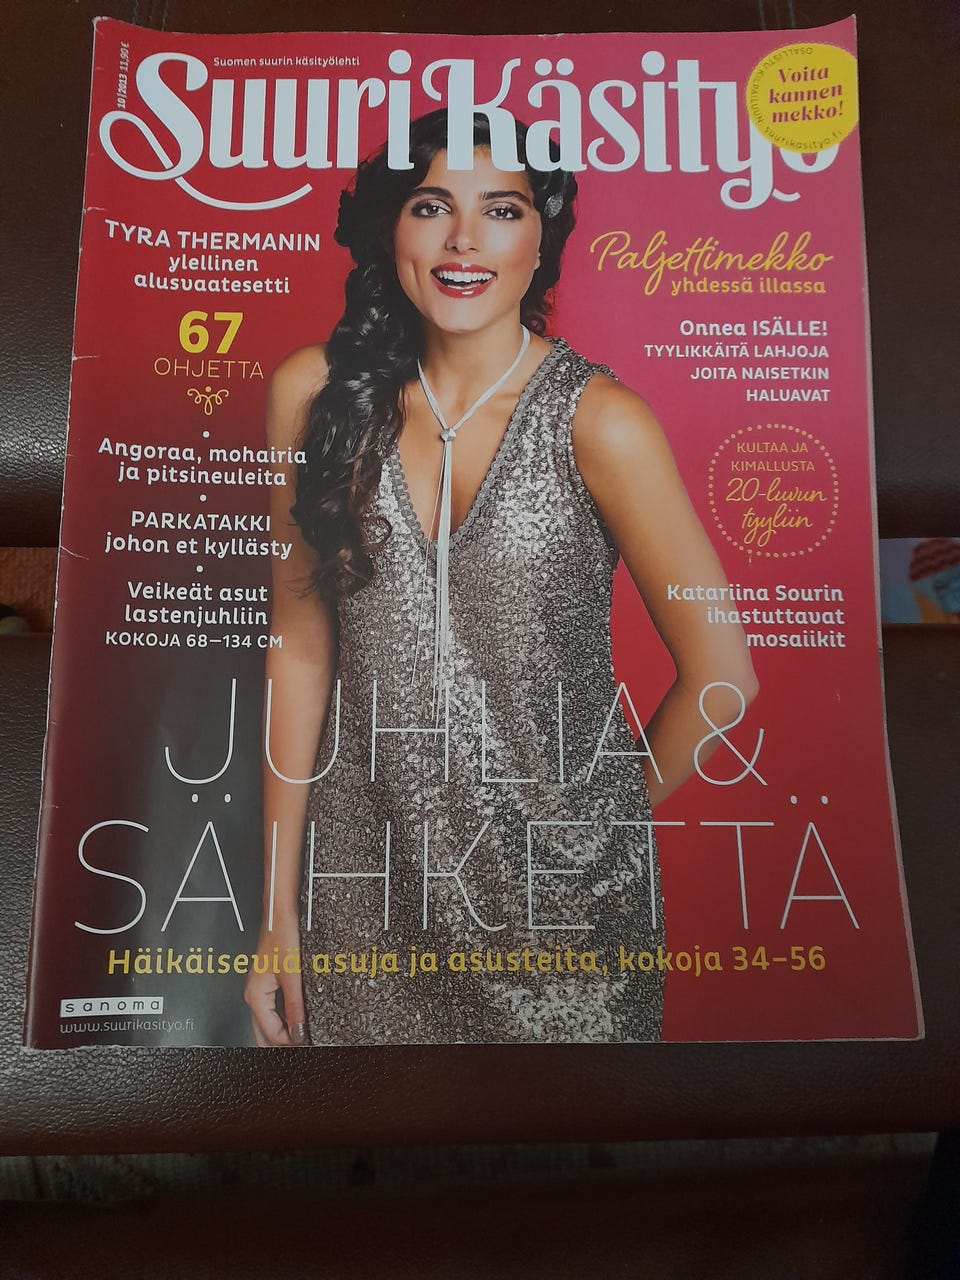 10|2013 11,90 €
Suomen suurin käsityölehti
Suuri Käsityö
OSALLISTU KILPAILUUN suurikasityo.fi
Voita
kannen
mekko!
TYRA THERMANIN
ylellinen
alusvaatesetti
67
OHJETTA
Angoraa, mohairia
ja pitsineuleita
PARKATAKKI
johon et kyllästy
Veikeät asut
lastenjuhliin
KOKOJA 68–134 CM
Paljettimekko
yhdessä illassa
Onnea ISÄLLE!
TYYLIKKÄITÄ LAHJOJA
JOITA NAISETKIN
HALUAVAT
KULTAA JA
KIMALLUSTA
20-luvun
tyyliin
Katariina Sourin
ihastuttavat
mosaiikit
JUHLIA &
SÄIHKETTÄ
Häikäiseviä asuja ja asusteita, kokoja 34–56
sanoma
www.suurikasityo.fi